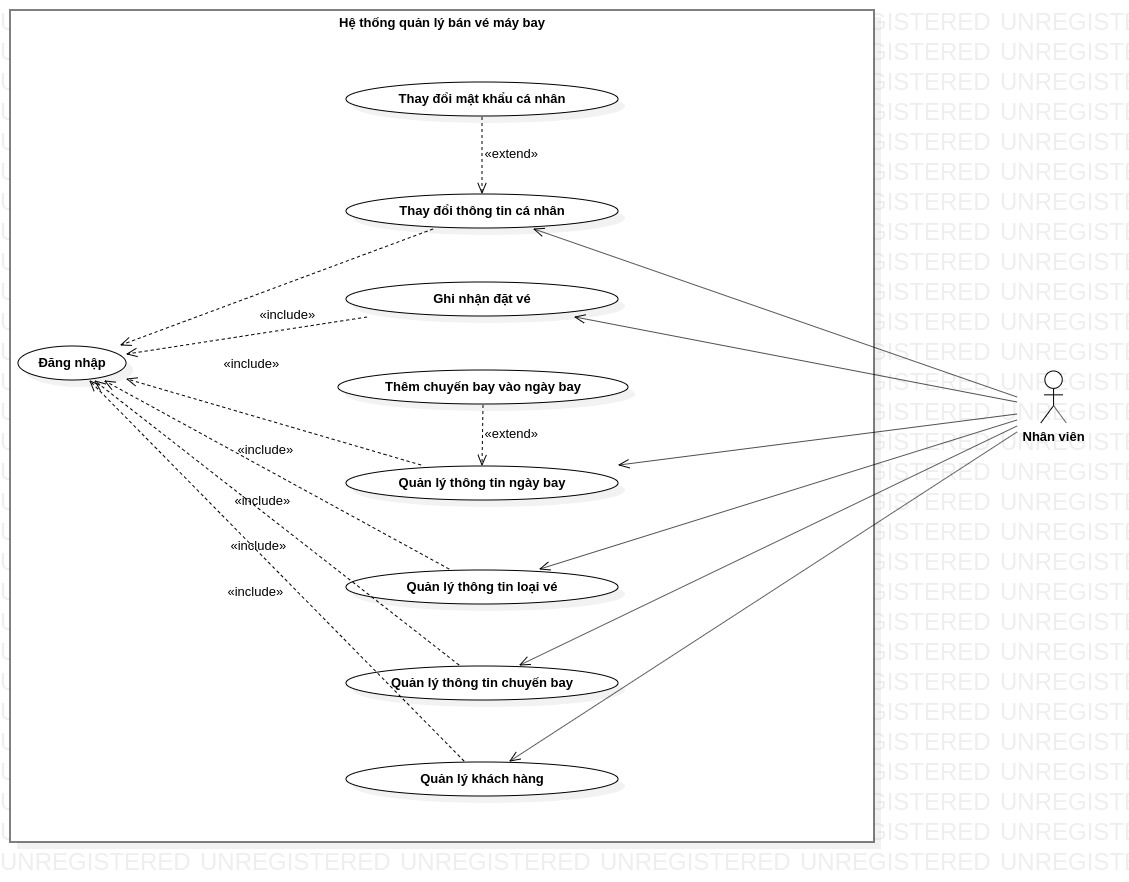 Hệ thống quản lý bán vé máy bay
Thay đổi mật khẩu cá nhân
«extend»
Thay đổi thông tin cá nhân
Ghi nhận đặt vé
«include»
Đăng nhập
«include»
Thêm chuyến bay vào ngày bay
«extend»
Nhân viên
«include»
Quản lý thông tin ngày bay
«include»
«include»
Quản lý thông tin loại vé
«include»
Quản lý thông tin chuyến bay
Quản lý khách hàng
UNREGISTERED UNREGISTERED UNREGISTERED UNREGISTERED UNREGISTERED